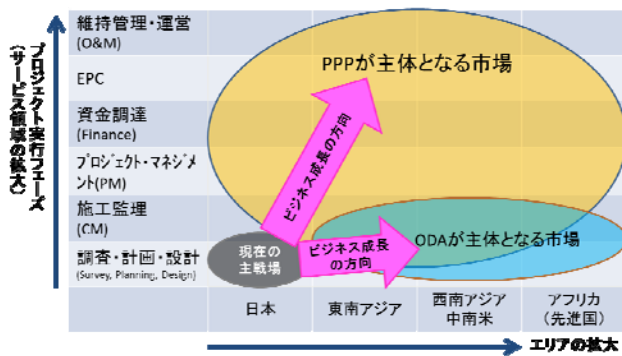 プロジェクト実行フェーズ
(サービス領域の拡大)
維持管理・運営
(O&M)
EPC
資金調達
(Finance)
プロジェクト・マネジメ
ント(PM)
施工監理
(CM)
調査・計画・設計
(Survey, Planning, Design)
PPPが主体となる市場
ビジネス成長の方向
現在の
主戦場
ビジネス成長
の方向
ODAが主体となる市場
日本
東南アジア
西南アジア
中南米
アフリカ
(先進国)
エリアの拡大